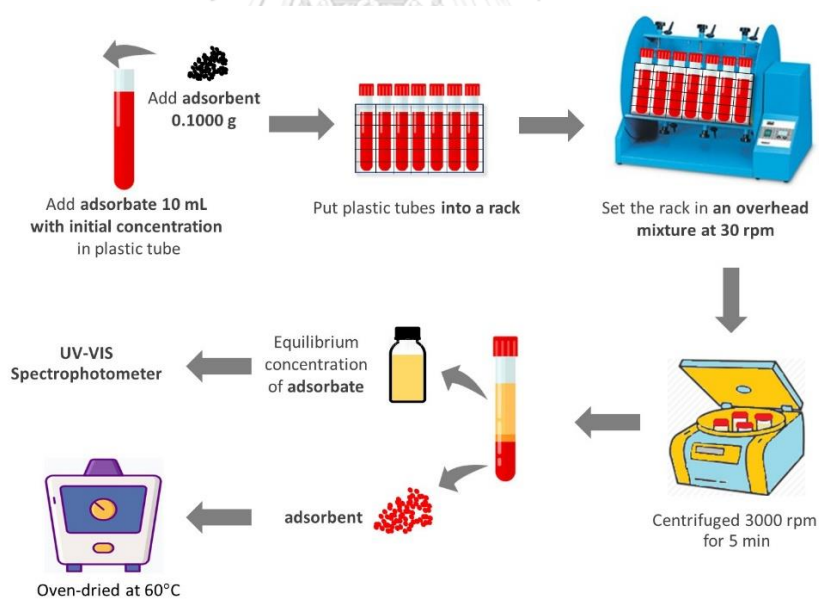 Add adsorbent
0.1000 g
Add adsorbate 10 mL
with initial concentration
in plastic tube
Put plastic tubes into a rack
Set the rack in an overhead
mixture at 30 rpm
Centrifuged 3000 rpm
for 5 min
Equilibrium
concentration
of adsorbate
UV-VIS
Spectrophotometer
adsorbent
Oven-dried at 60°C